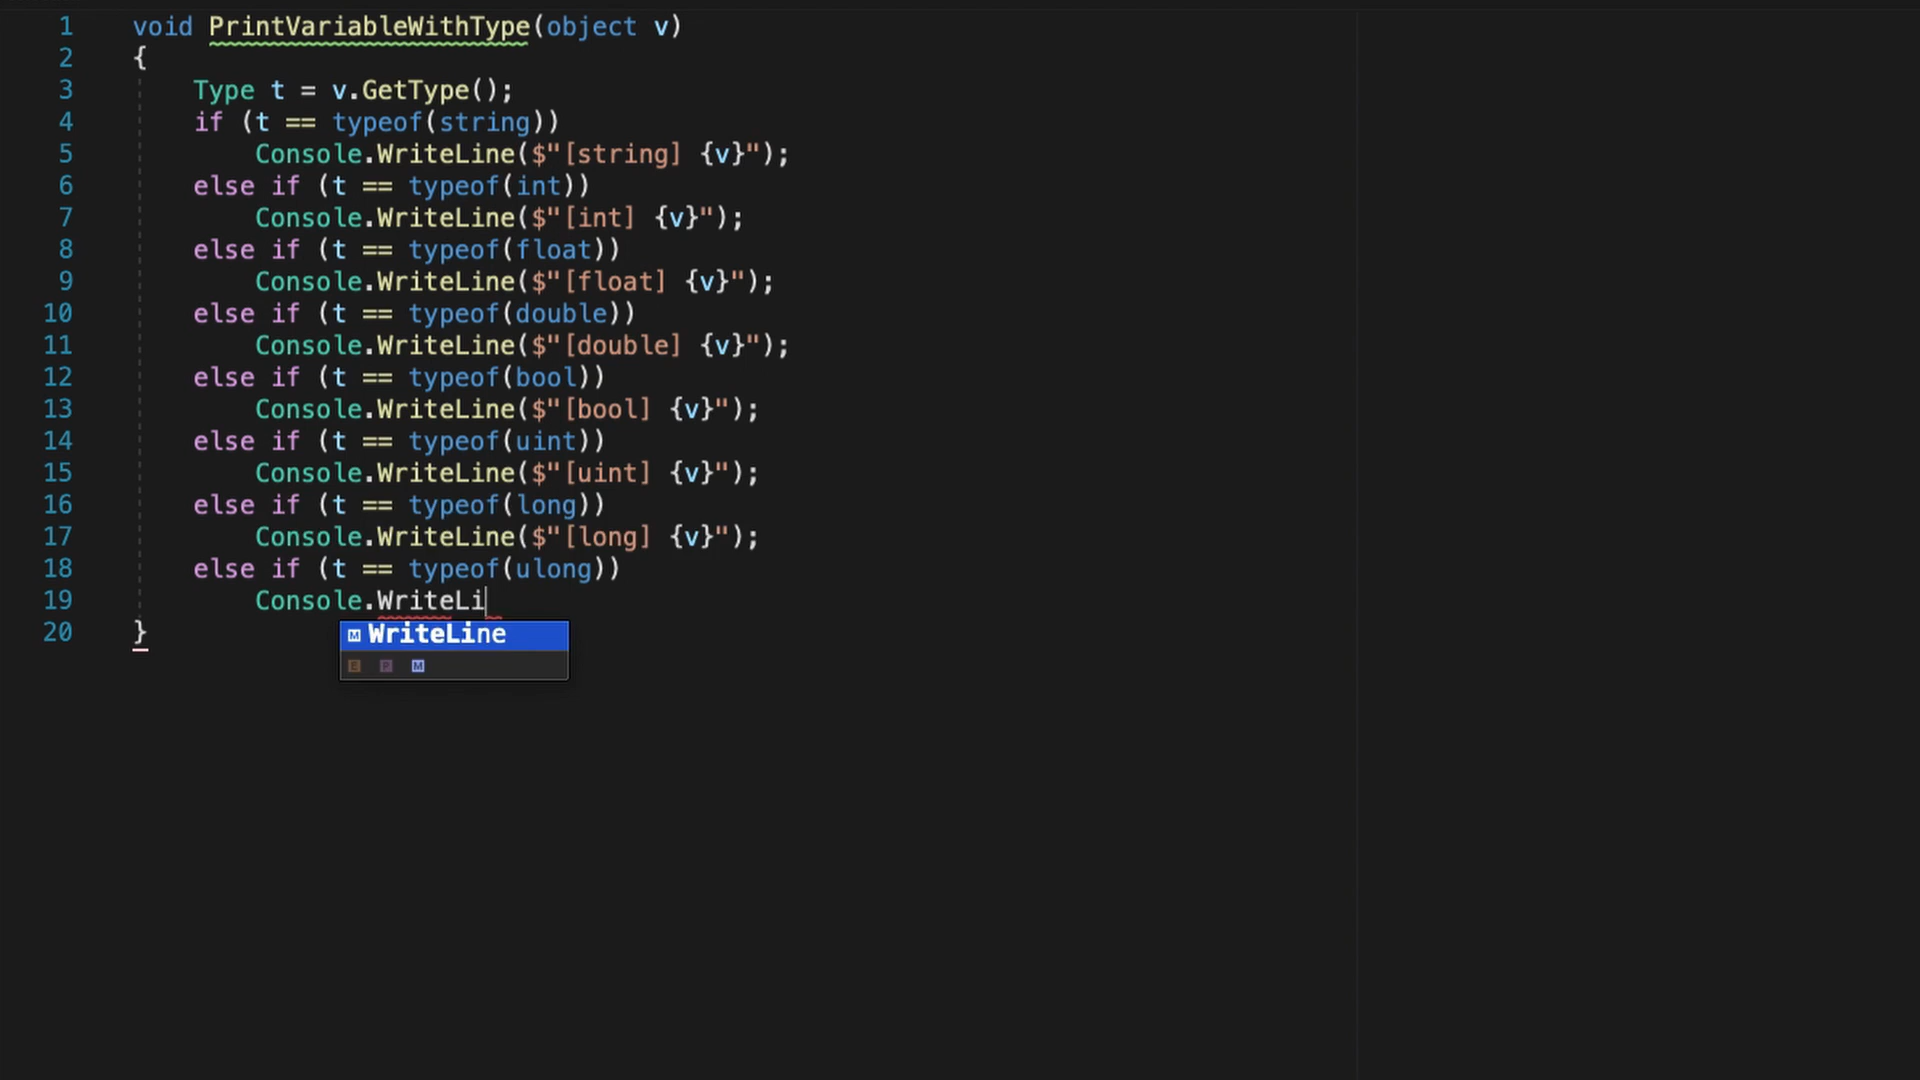 1 void PrintVariableWithType(object v)
2 {
3 Type t = v.GetType();
4 if (t == typeof(string))
5 Console.WriteLine($"[string] {v}");
6 else if (t == typeof(int))
7 Console.WriteLine($"[int] {v}");
8 else if (t == typeof(float))
9 Console.WriteLine($"[float] {v}");
10 else if (t == typeof(double))
11 Console.WriteLine($"[double] {v}");
12 else if (t == typeof(bool))
13 Console.WriteLine($"[bool] {v}");
14 else if (t == typeof(uint))
15 Console.WriteLine($"[uint] {v}");
16 else if (t == typeof(long))
17 Console.WriteLine($"[long] {v}");
18 else if (t == typeof(ulong))
19 Console.WriteLi
20 }
M WriteLine
E P M